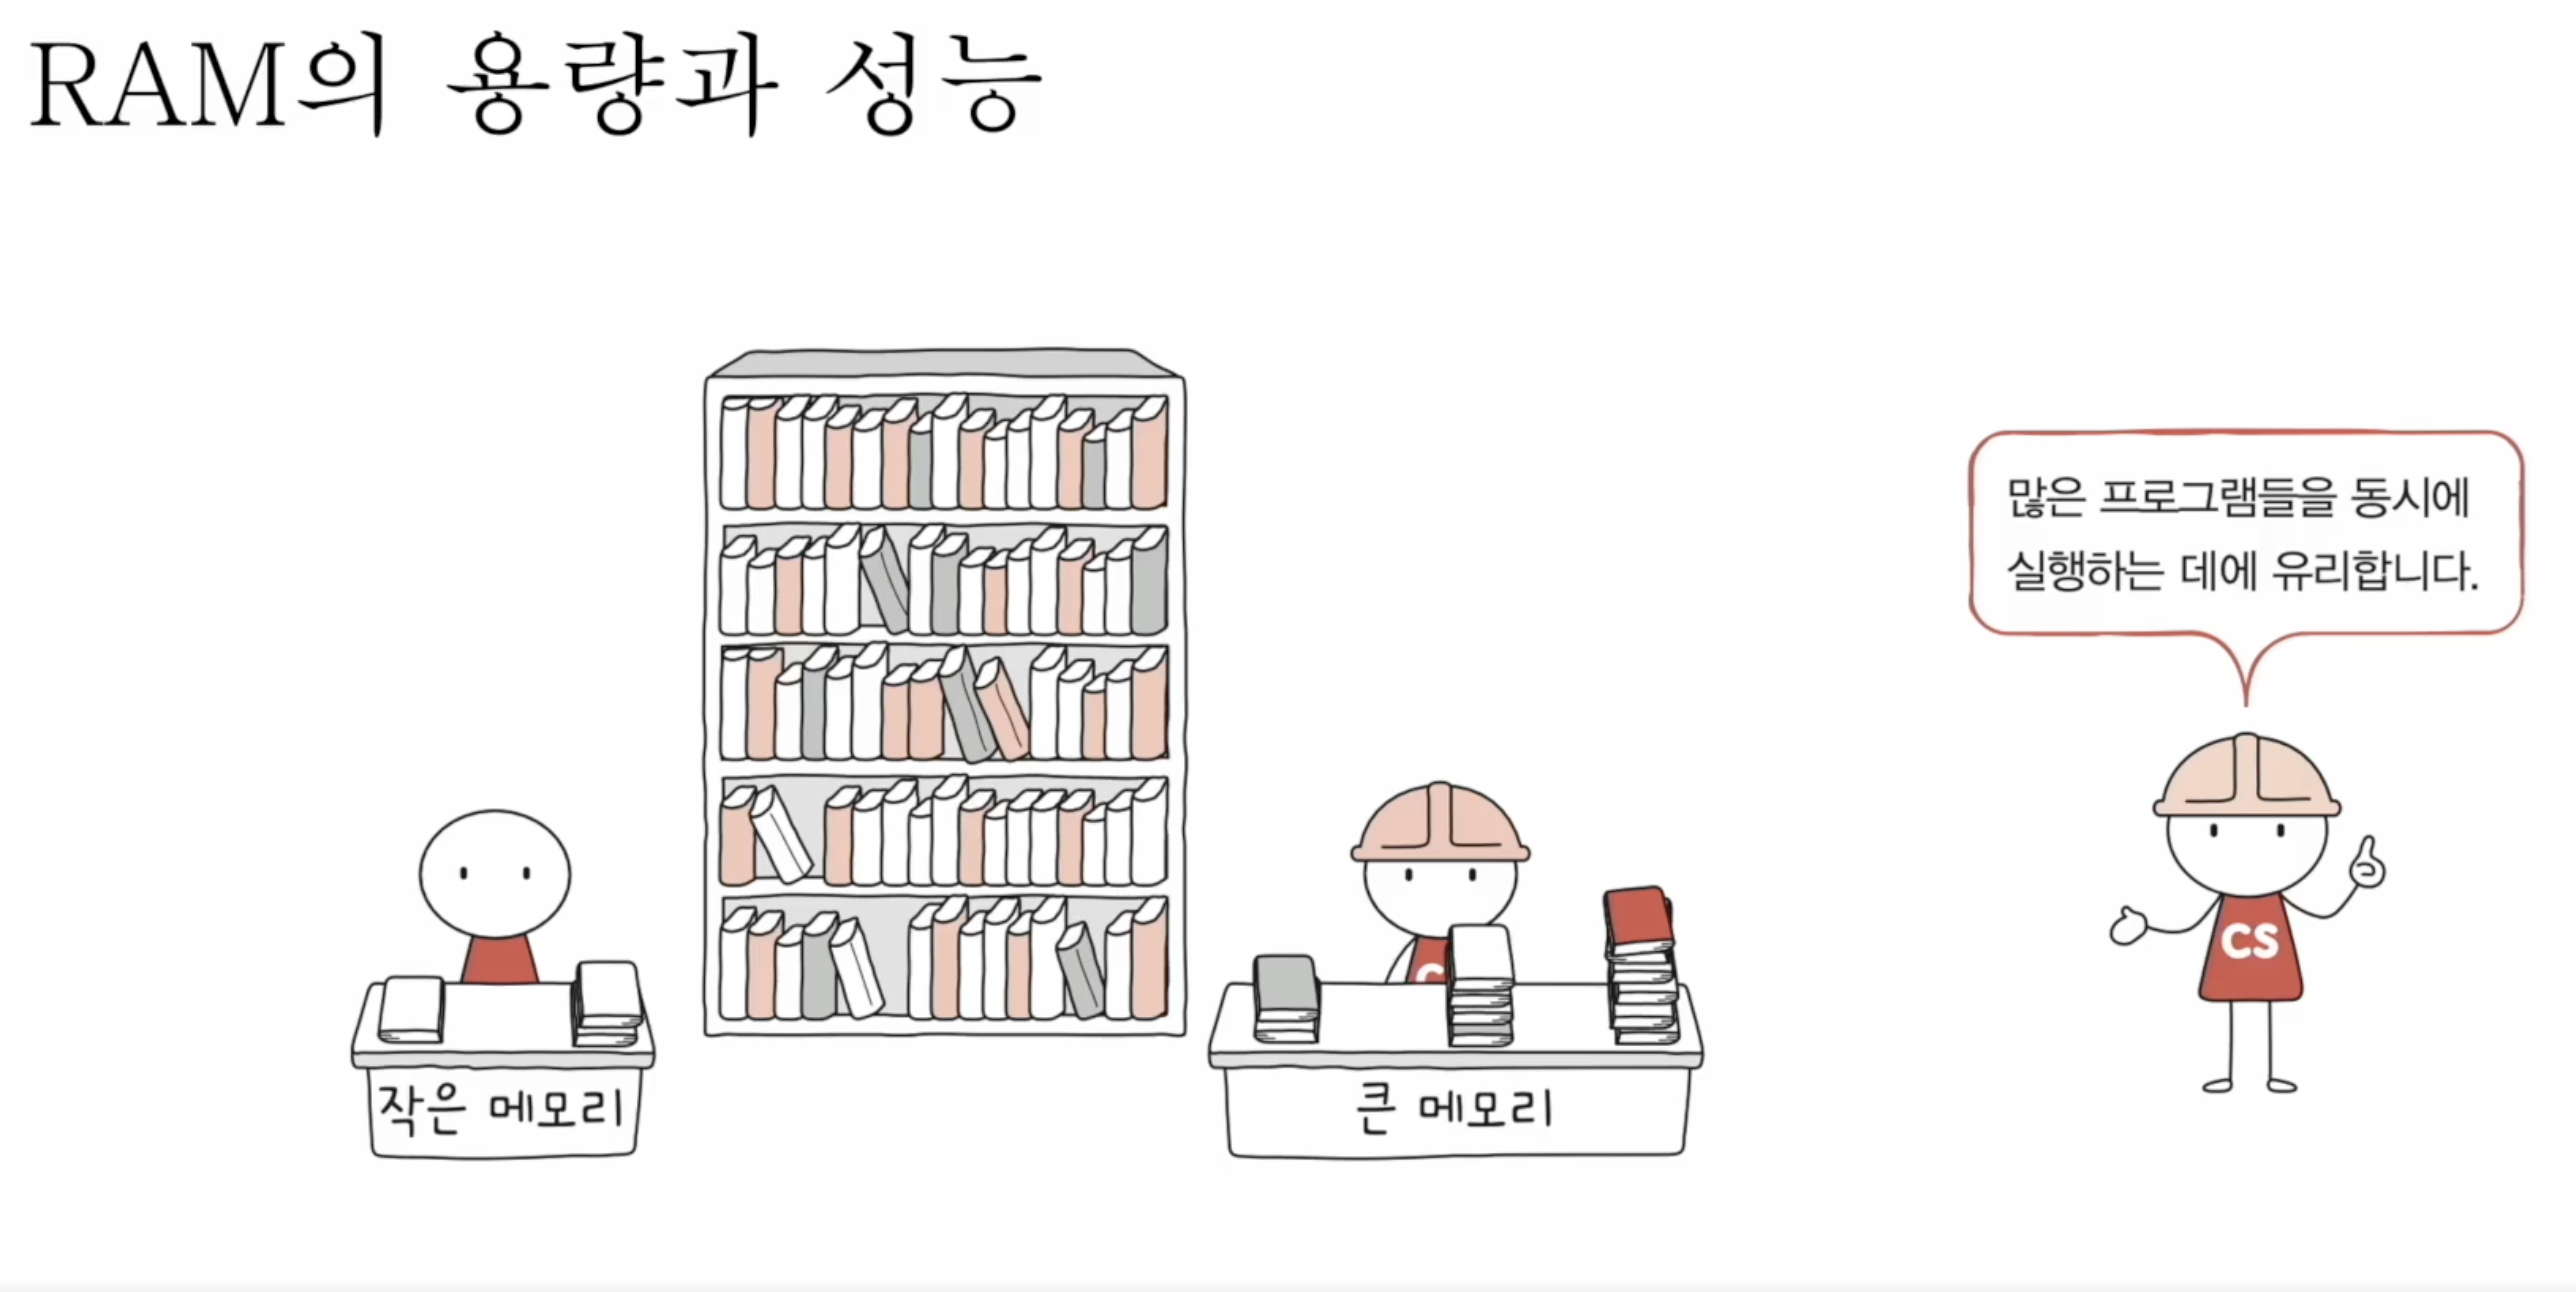 RAM의 용량과 성능
많은 프로그램들을 동시에
실행하는 데에 유리합니다.
CS
C
작은 메모리
큰 메모리